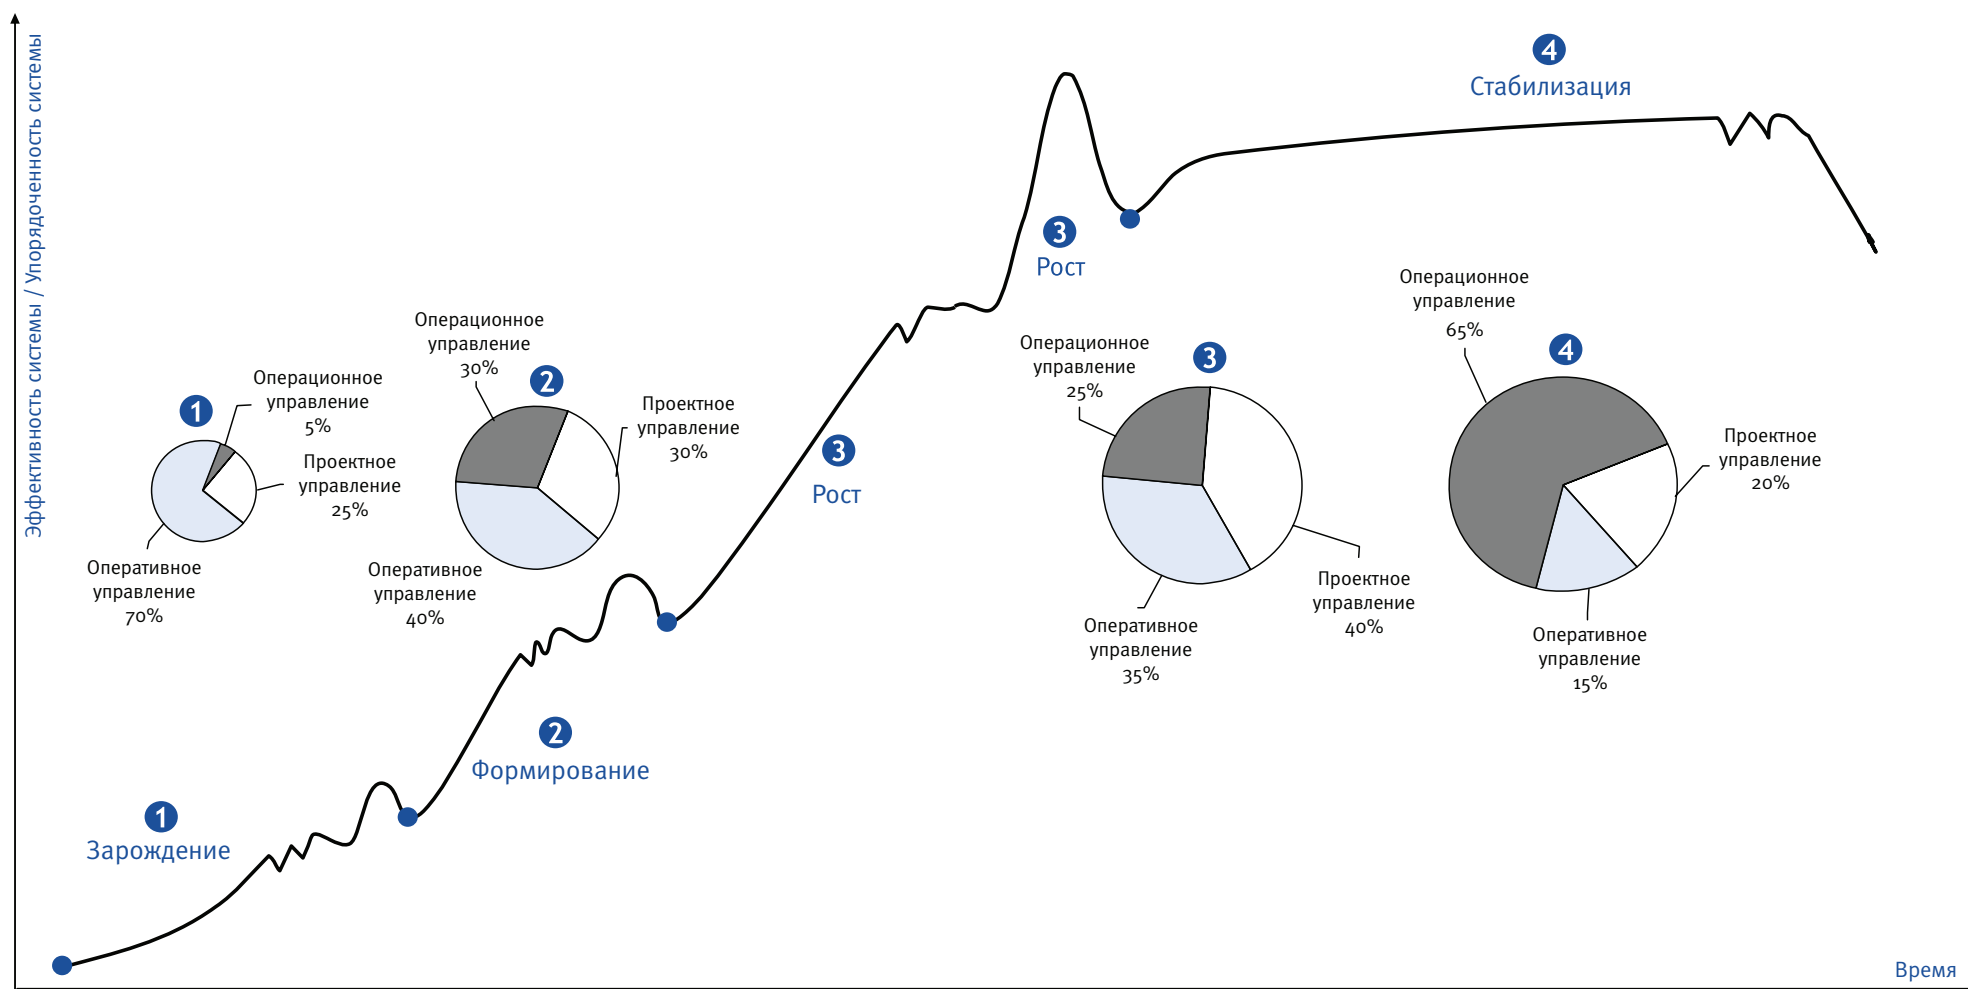 Эффективность системы / Упорядоченность системы
4
Стабилизация
3
Рост
Операционное
управление
65%
4
Проектное
управление
20%
Оперативное
управление
15%
Операционное
управление
25%
3
Проектное
управление
40%
Оперативное
управление
35%
Операционное
управление
30%
2
Проектное
управление
30%
Оперативное
управление
40%
1
Операционное
управление
5%
Проектное
управление
25%
Оперативное
управление
70%
3
Рост
2
Формирование
1
Зарождение
Время